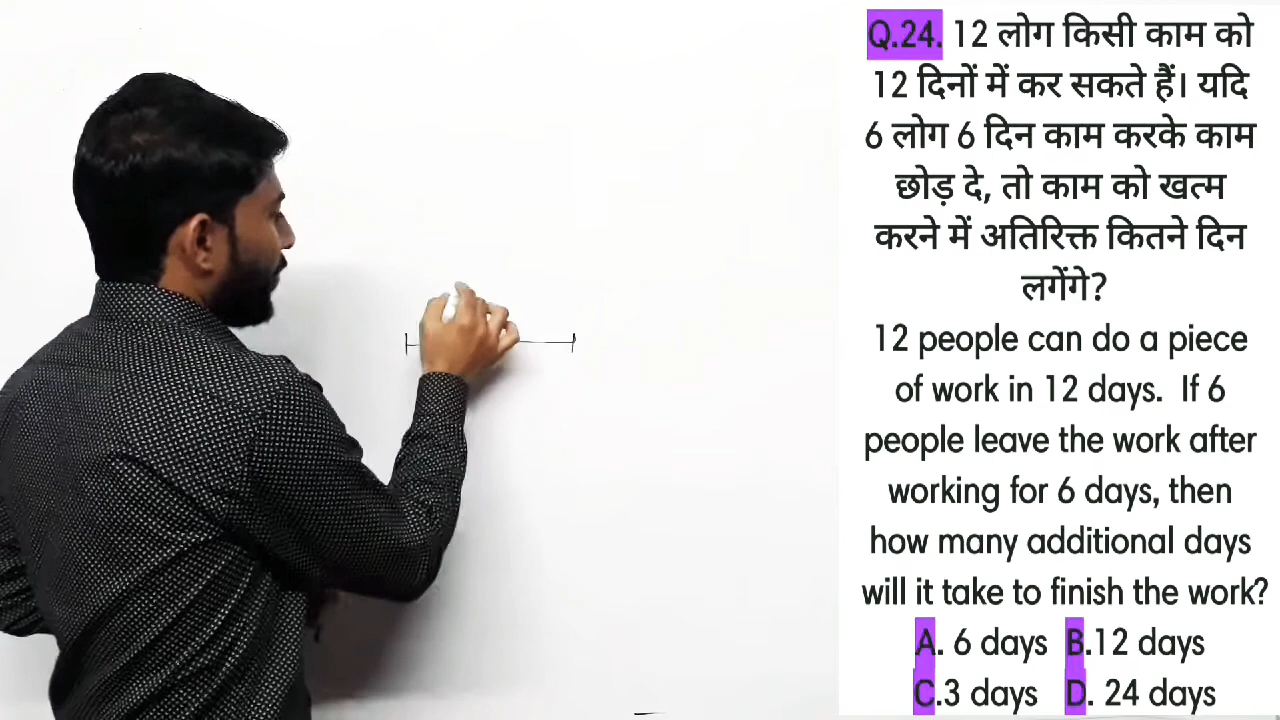 Q.24. 12 लोग किसी काम को
12 दिनों में कर सकते हैं। यदि
6 लोग 6 दिन काम करके काम
छोड़ दे, तो काम को खत्म
करने में अतिरिक्त कितने दिन
लगेंगे?
12 people can do a piece
of work in 12 days. If 6
people leave the work after
working for 6 days, then
how many additional days
will it take to finish the work?
A. 6 days B.12 days
C.3 days D. 24 days